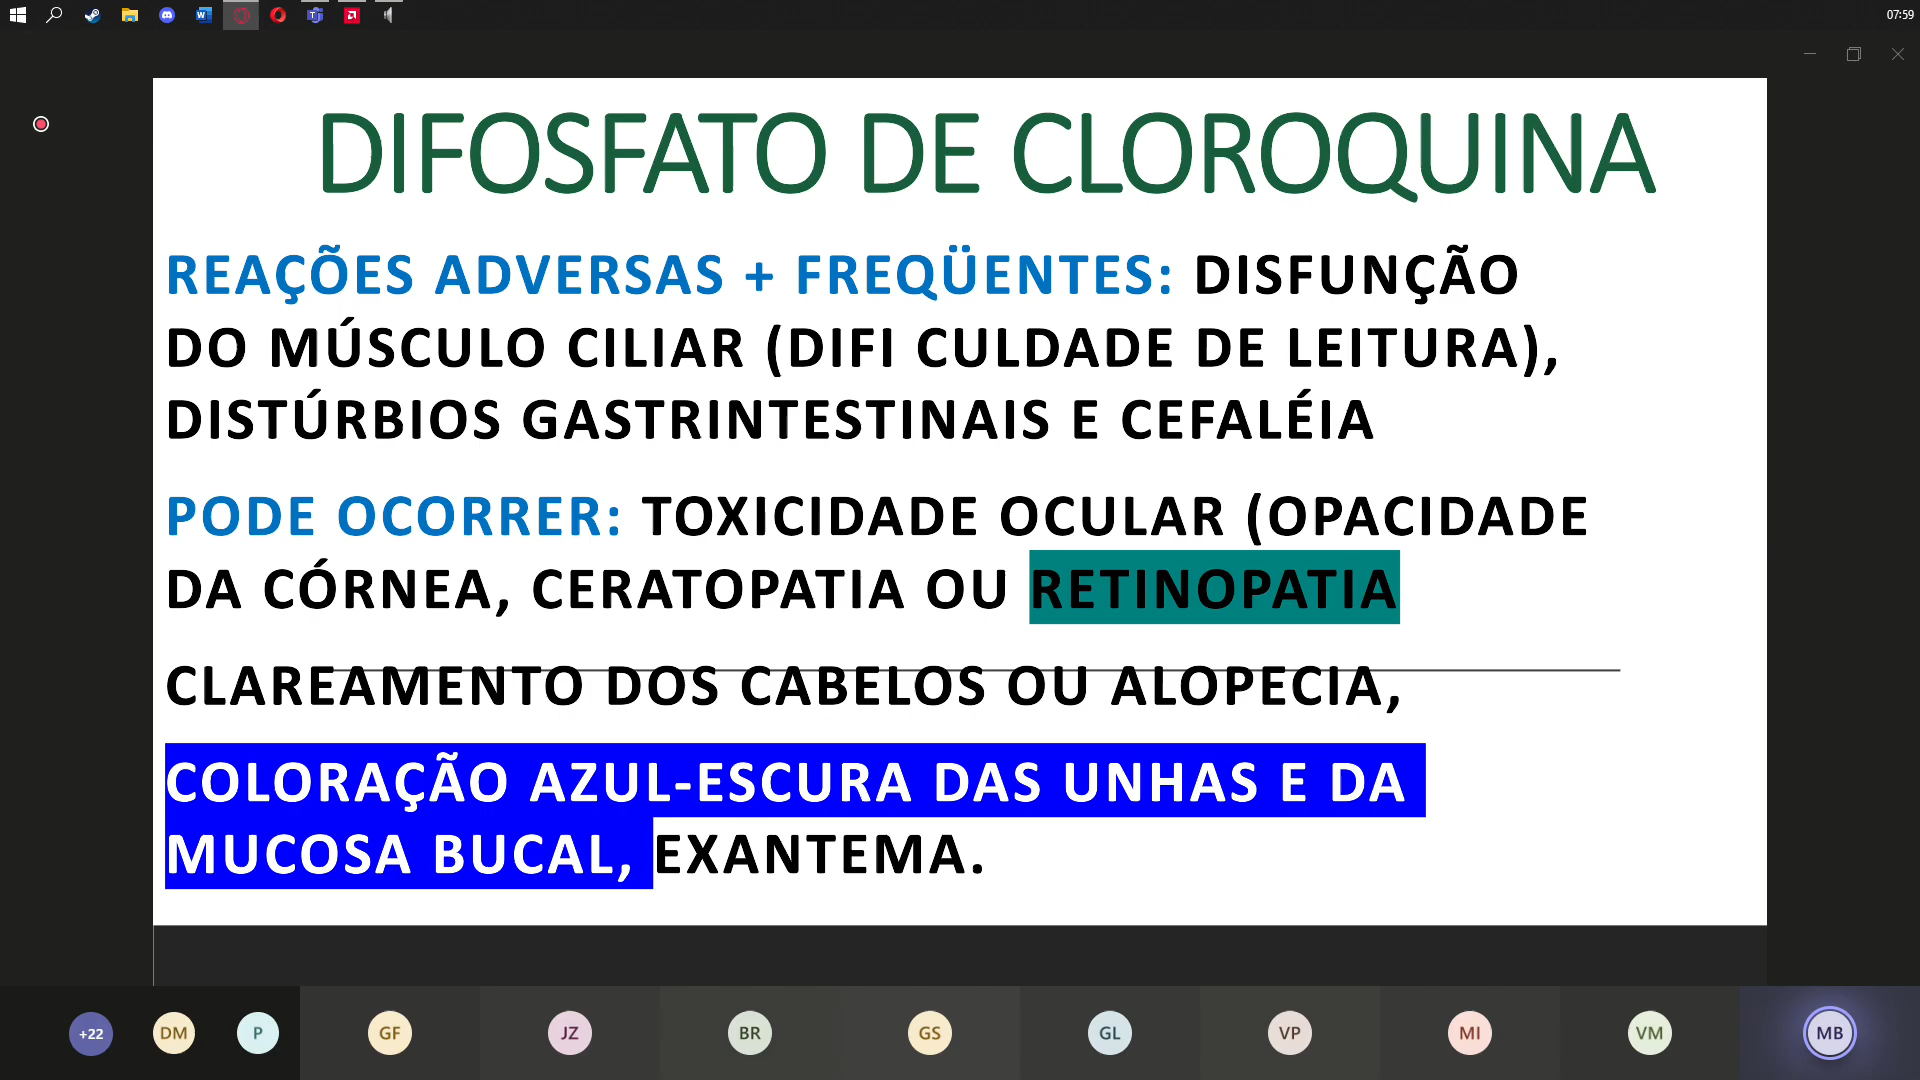 07:59
DIFOSFATO DE CLOROQUINA
REAÇÕES ADVERSAS + FREQÜENTES: DISFUNÇÃO
DO MÚSCULO CILIAR (DIFI CULDADE DE LEITURA),
DISTÚRBIOS GASTRINTESTINAIS E CEFALÉIA
PODE OCORRER: TOXICIDADE OCULAR (OPACIDADE
DA CÓRNEA, CERATOPATIA OU RETINOPATIA
CLAREAMENTO DOS CABELOS OU ALOPECIA,
COLORAÇÃO AZUL-ESCURA DAS UNHAS E DA
MUCOSA BUCAL, EXANTEMA.
+22 DM P GF JZ BR GS GL VP MI VM MB